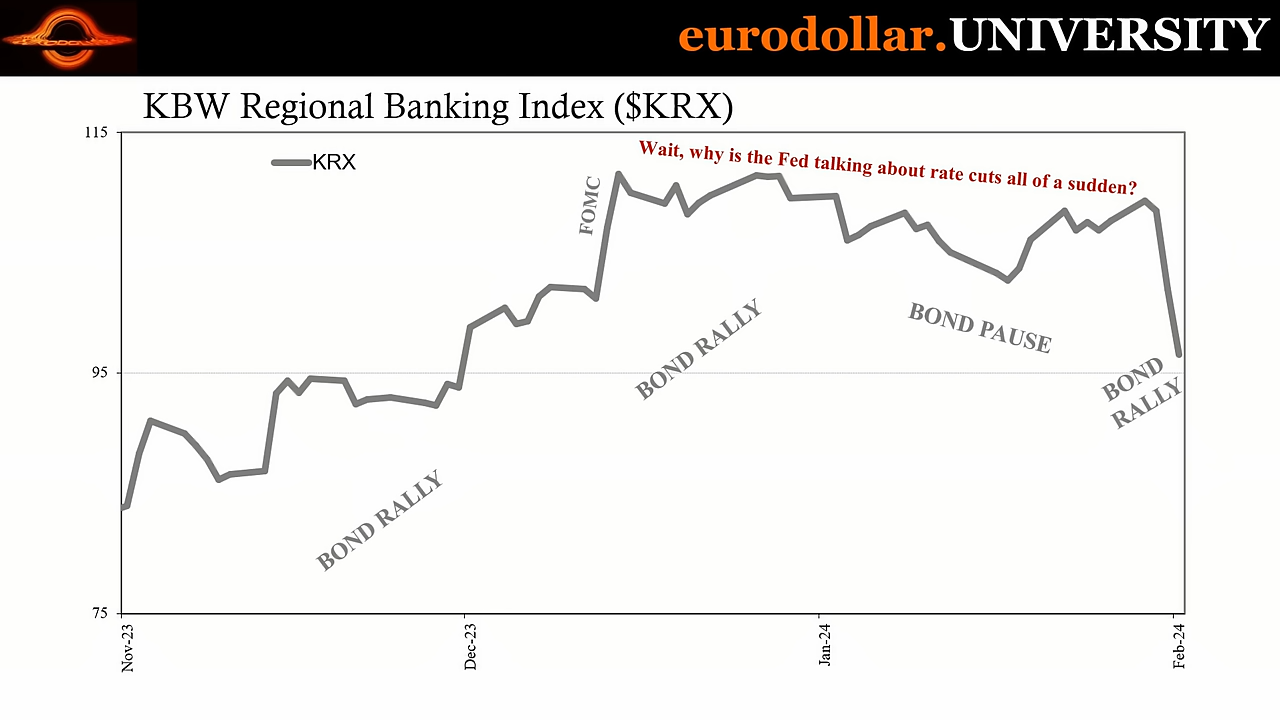 eurodollar.UNIVERSITY
KBW Regional Banking Index ($KRX)
115
KRX
Wait, why is the Fed talking about rate cuts all of a sudden?
FOMC
BOND RALLY
BOND PAUSE
BOND
RALLY
95
BOND RALLY
75
Nov-23
Dec-23
Jan-24
Feb-24